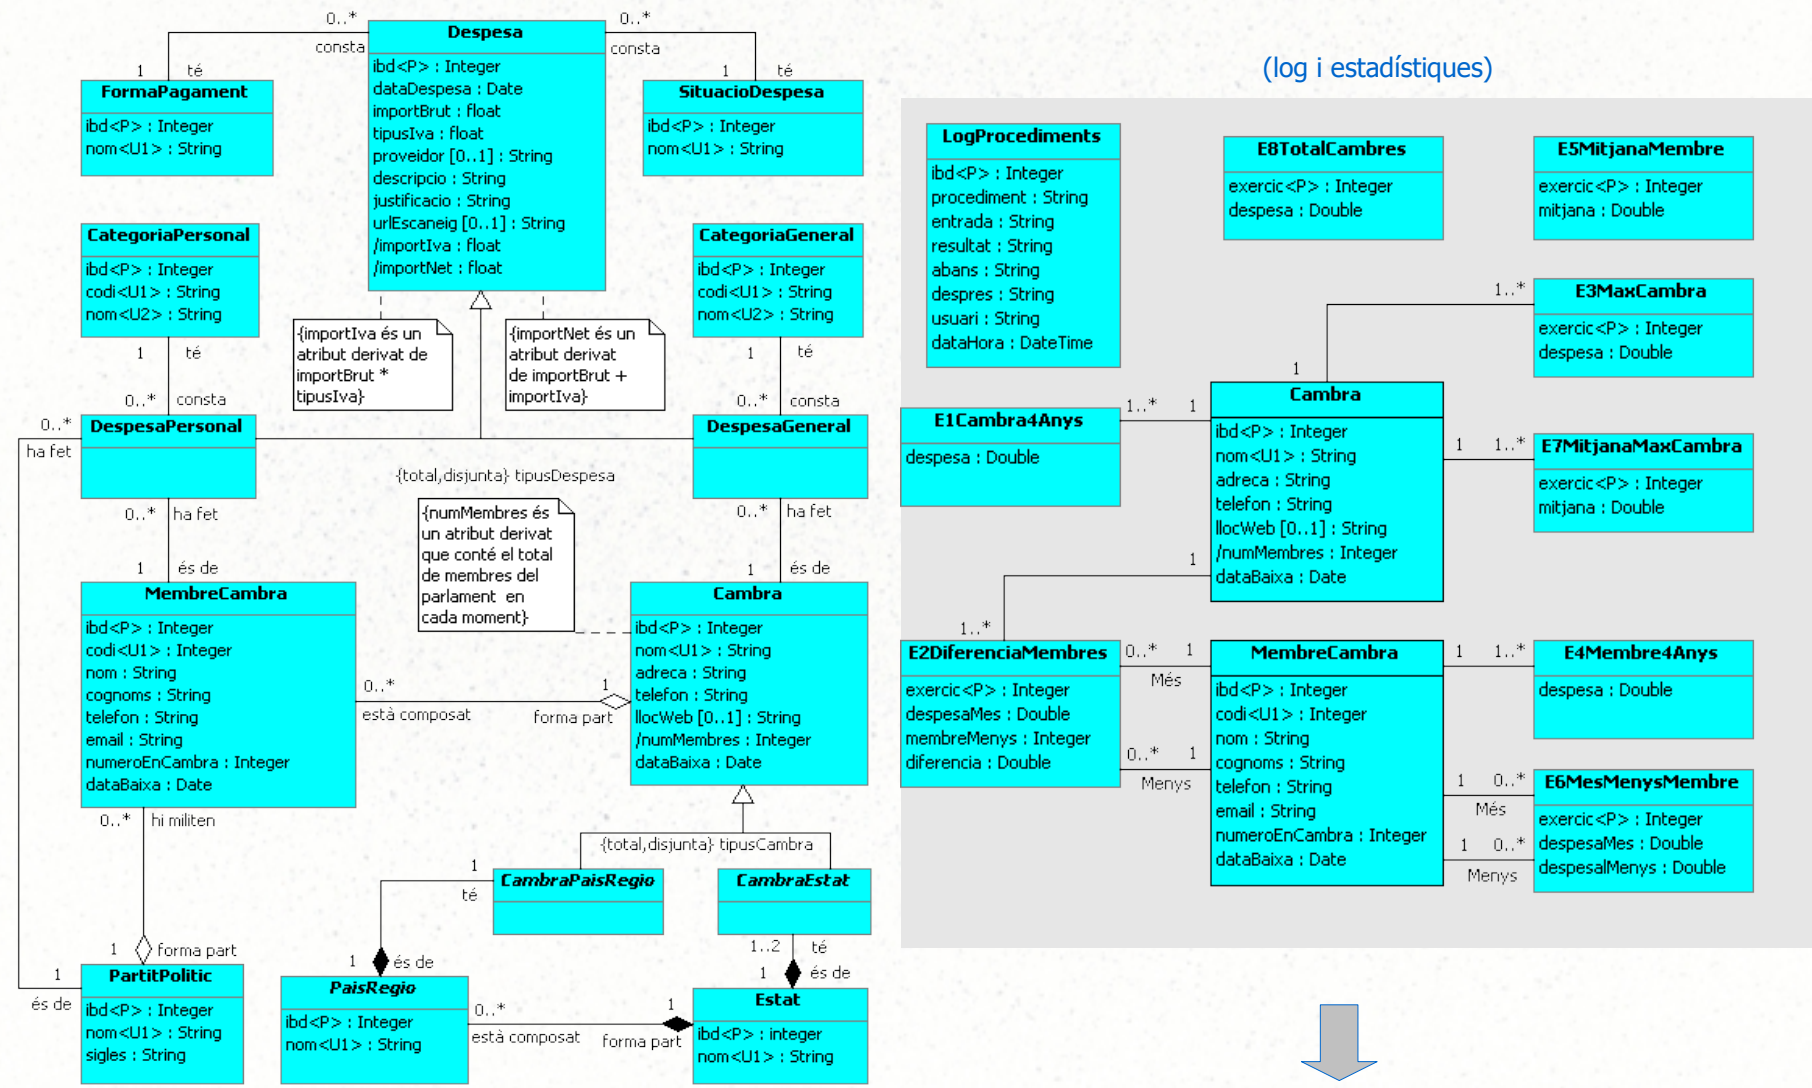 0..*
0..*
Despesa
consta
consta
ibd<P> : Integer
dataDespesa : Date
importBrut : float
tipusIva : float
proveidor [0..1] : String
descripcio : String
justificacio : String
urlEscaneig [0..1] : String
/importIva : float
/importNet : float
1
té
FormaPagament
ibd<P> : Integer
nom<U1> : String
1
té
SituacioDespesa
ibd<P> : Integer
nom<U1> : String
CategoriaPersonal
ibd<P> : Integer
codi<U1> : String
nom<U2> : String
CategoriaGeneral
ibd<P> : Integer
codi<U1> : String
nom<U2> : String
{importIva és un
atribut derivat de
importBrut *
tipusIva}
{importNet és un
atribut derivat
de importBrut +
importIva}
1
té
0..*
consta
1
té
0..*
consta
0..*
ha fet
DespesaPersonal
DespesaGeneral
{total,disjunta} tipusDespesa
0..*
ha fet
0..*
ha fet
{numMembres és
un atribut derivat
que conté el total
de membres del
parlament en
cada moment}
1
és de
1
és de
MembreCambra
ibd<P> : Integer
codi<U1> : Integer
nom : String
cognoms : String
telefon : String
email : String
numeroEnCambra : Integer
dataBaixa : Date
Cambra
ibd<P> : Integer
nom<U1> : String
adreca : String
telefon : String
llocWeb [0..1] : String
/numMembres : Integer
dataBaixa : Date
0..*
està composat
1
forma part
0..*
hi militen
{total,disjunta} tipusCambra
1
té
CambraPaisRegio
CambraEstat
1
forma part
1
és de
1..2
té
1
és de
1
és de
PartitPolitic
ibd<P> : Integer
nom<U1> : String
sigles : String
PaisRegio
ibd<P> : Integer
nom<U1> : String
0..*
està composat
1
forma part
Estat
ibd<P> : integer
nom<U1> : String
(log i estadístiques)
LogProcediments
ibd<P> : Integer
procediment : String
entrada : String
resultat : String
abans : String
despres : String
usuari : String
dataHora : DateTime
E8TotalCambres
exercic<P> : Integer
despesa : Double
E5MitjanaMembre
exercic<P> : Integer
mitjana : Double
1..*
E3MaxCambra
exercic<P> : Integer
despesa : Double
1
Cambra
ibd<P> : Integer
nom<U1> : String
adreca : String
telefon : String
llocWeb [0..1] : String
/numMembres : Integer
dataBaixa : Date
E1Cambra4Anys
despesa : Double
1..*
1
1
1..*
E7MitjanaMaxCambra
exercic<P> : Integer
mitjana : Double
1
1..*
E2DiferenciaMembres
exercic<P> : Integer
despesaMes : Double
membreMenys : Integer
diferencia : Double
0..*
1
Més
0..*
1
Menys
MembreCambra
ibd<P> : Integer
codi<U1> : Integer
nom : String
cognoms : String
telefon : String
email : String
numeroEnCambra : Integer
dataBaixa : Date
1
1..*
E4Membre4Anys
despesa : Double
1
0..*
Més
1
0..*
Menys
E6MesMenysMembre
exercic<P> : Integer
despesaMes : Double
despesalMenys : Double